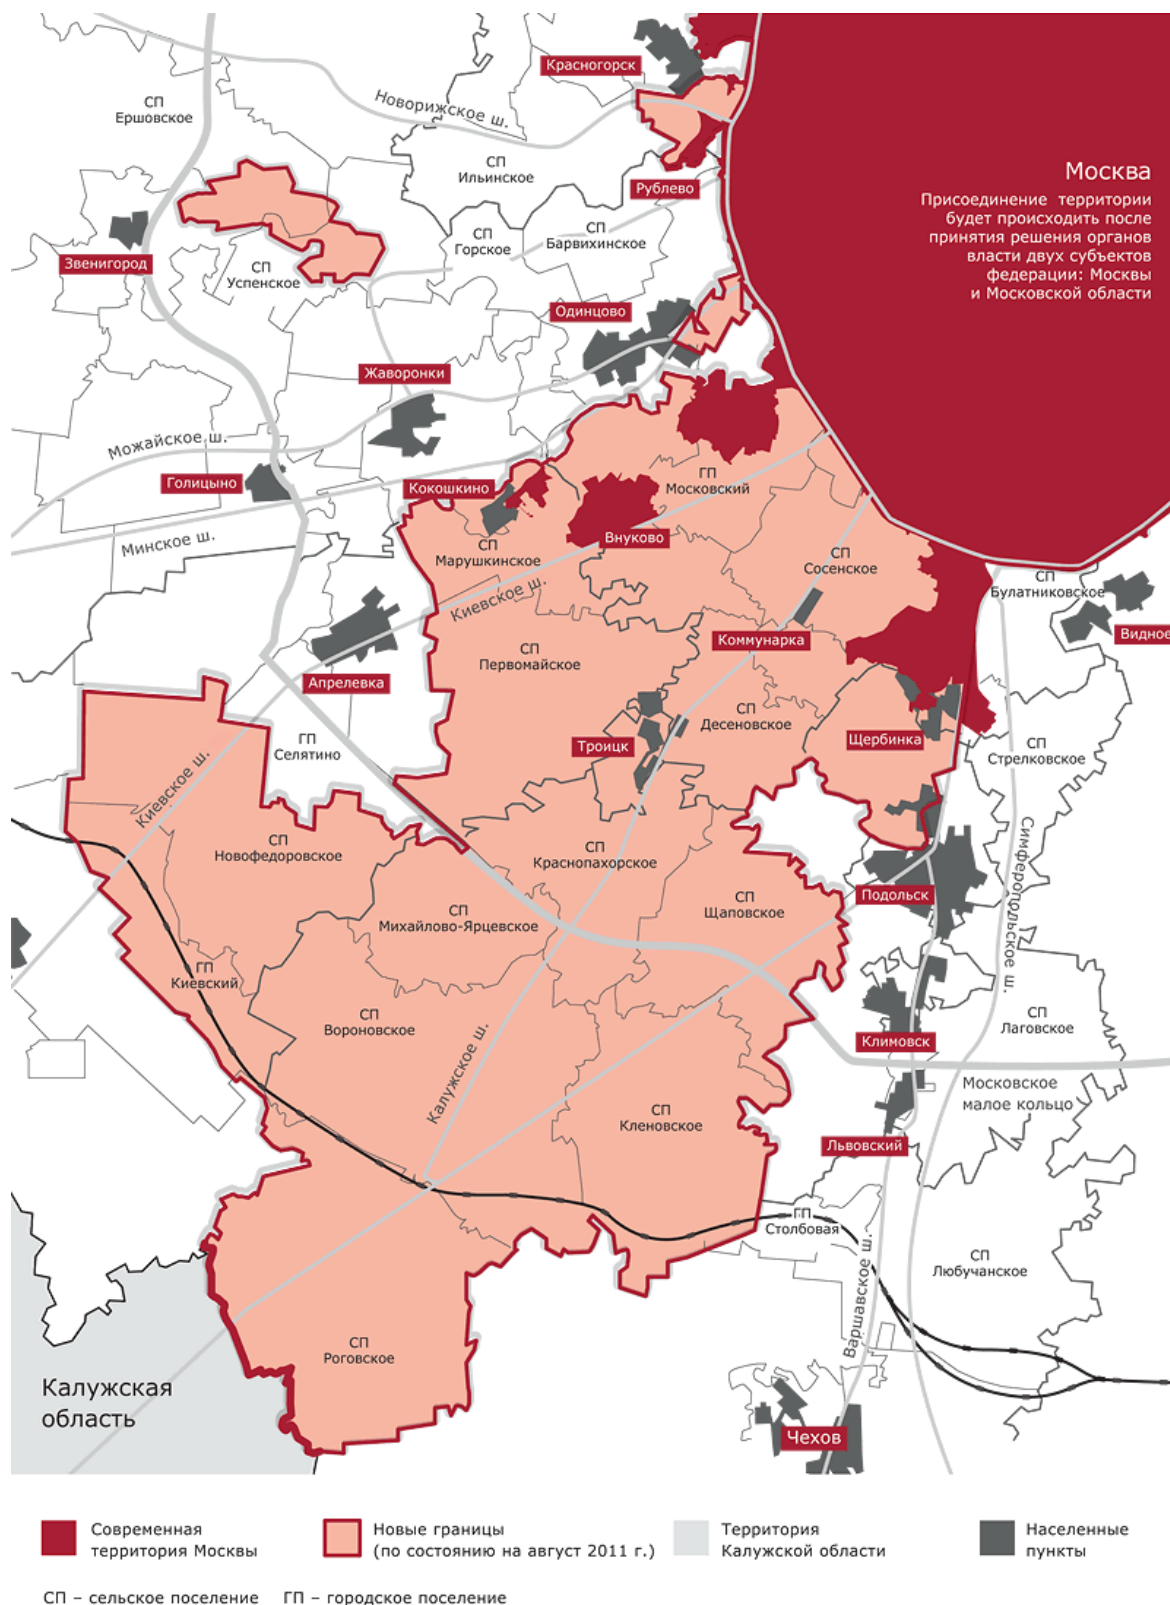 Красногорск
СП
Ершовское
Новорижское ш.
СП
Ильинское
Рублево
Москва
Присоединение территории
будет происходить после
принятия решения органов
власти двух субъектов
федерации: Москвы
и Московской области
СП
Горское
СП
Барвихинское
Звенигород
СП
Успенское
Одинцово
Жаворонки
Можайское ш.
Голицыно
Кокошкино
ГП
Московский
Минское ш.
СП
Марушкинское
Внуково
СП
Сосенское
СП
Булатниковское
Киевское ш.
Видное
Коммунарка
СП
Первомайское
Апрелевка
СП
Десеновское
Троицк
Щербинка
ГП
Селятино
СП
Стрелковское
Киевское ш.
СП
Новофедоровское
СП
Краснопахорское
Симферопольское ш.
СП
Михайлово-Ярцевское
СП
Щаповское
Подольск
ГП
Киевский
СП
Вороновское
Калужское ш.
СП
Лаговское
Климовск
Московское
малое кольцо
СП
Кленовское
Львовский
ГП
Столбовая
СП
Любучанское
Варшавское ш.
СП
Роговское
Калужская
область
Чехов
Современная
территория Москвы
Новые границы
(по состоянию на август 2011 г.)
Территория
Калужской области
Населенные
пункты
СП – сельское поселение ГП – городское поселение